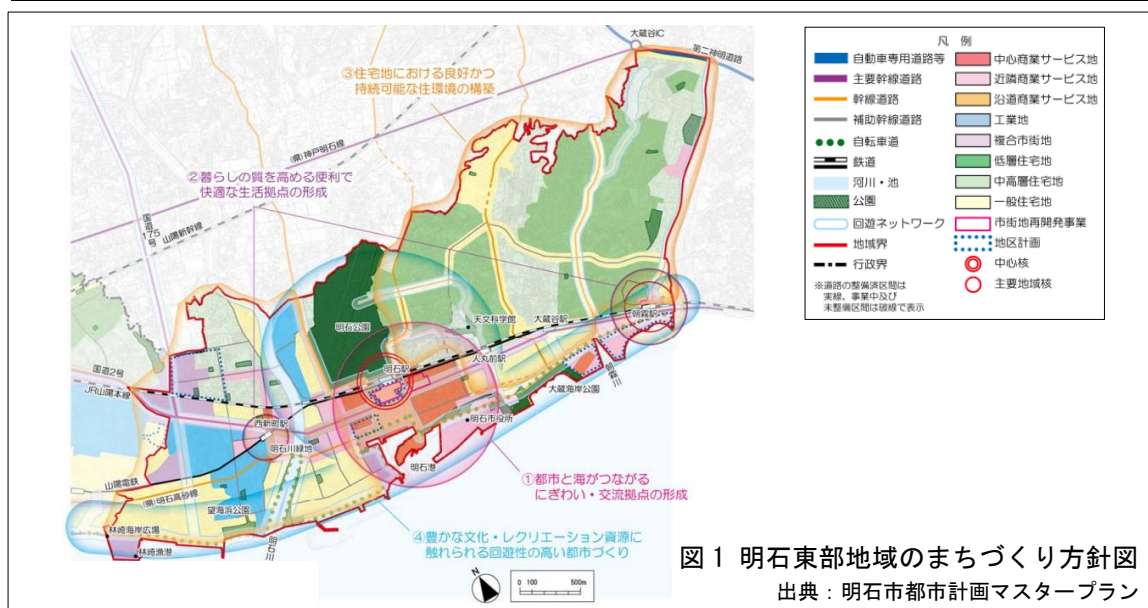 大蔵谷IC
第二神明道路
③住宅地における良好かつ
持続可能な住環境の構築
(県)神戸明石線
②暮らしの質を高める便利で
快適な生活拠点の形成
国道175号
山陽新幹線
明石公園
天文科学館
大蔵谷駅
朝霧駅
人丸前駅
明石駅
朝霧川
大蔵海岸公園
国道2号
JR山陽本線
西新町駅
明石市役所
明石川緑地
明石港
①都市と海がつながる
にぎわい・交流拠点の形成
山陽電鉄
(県)明石高砂線
望海浜公園
④豊かな文化・レクリエーション資源に
触れられる回遊性の高い都市づくり
林崎海岸広場
林崎漁港
明石川
N
0 100 500m
凡 例
自動車専用道路等
主要幹線道路
幹線道路
補助幹線道路
自転車道
鉄道
河川・池
公園
回遊ネットワーク
地域界
行政界
※道路の整備済区間は
実線、事業中及び
未整備区間は破線で表示
中心商業サービス地
近隣商業サービス地
沿道商業サービス地
工業地
複合市街地
低層住宅地
中高層住宅地
一般住宅地
市街地再開発事業
地区計画
中心核
主要地域核
図1 明石東部地域のまちづくり方針図
出典：明石市都市計画マスタープラン